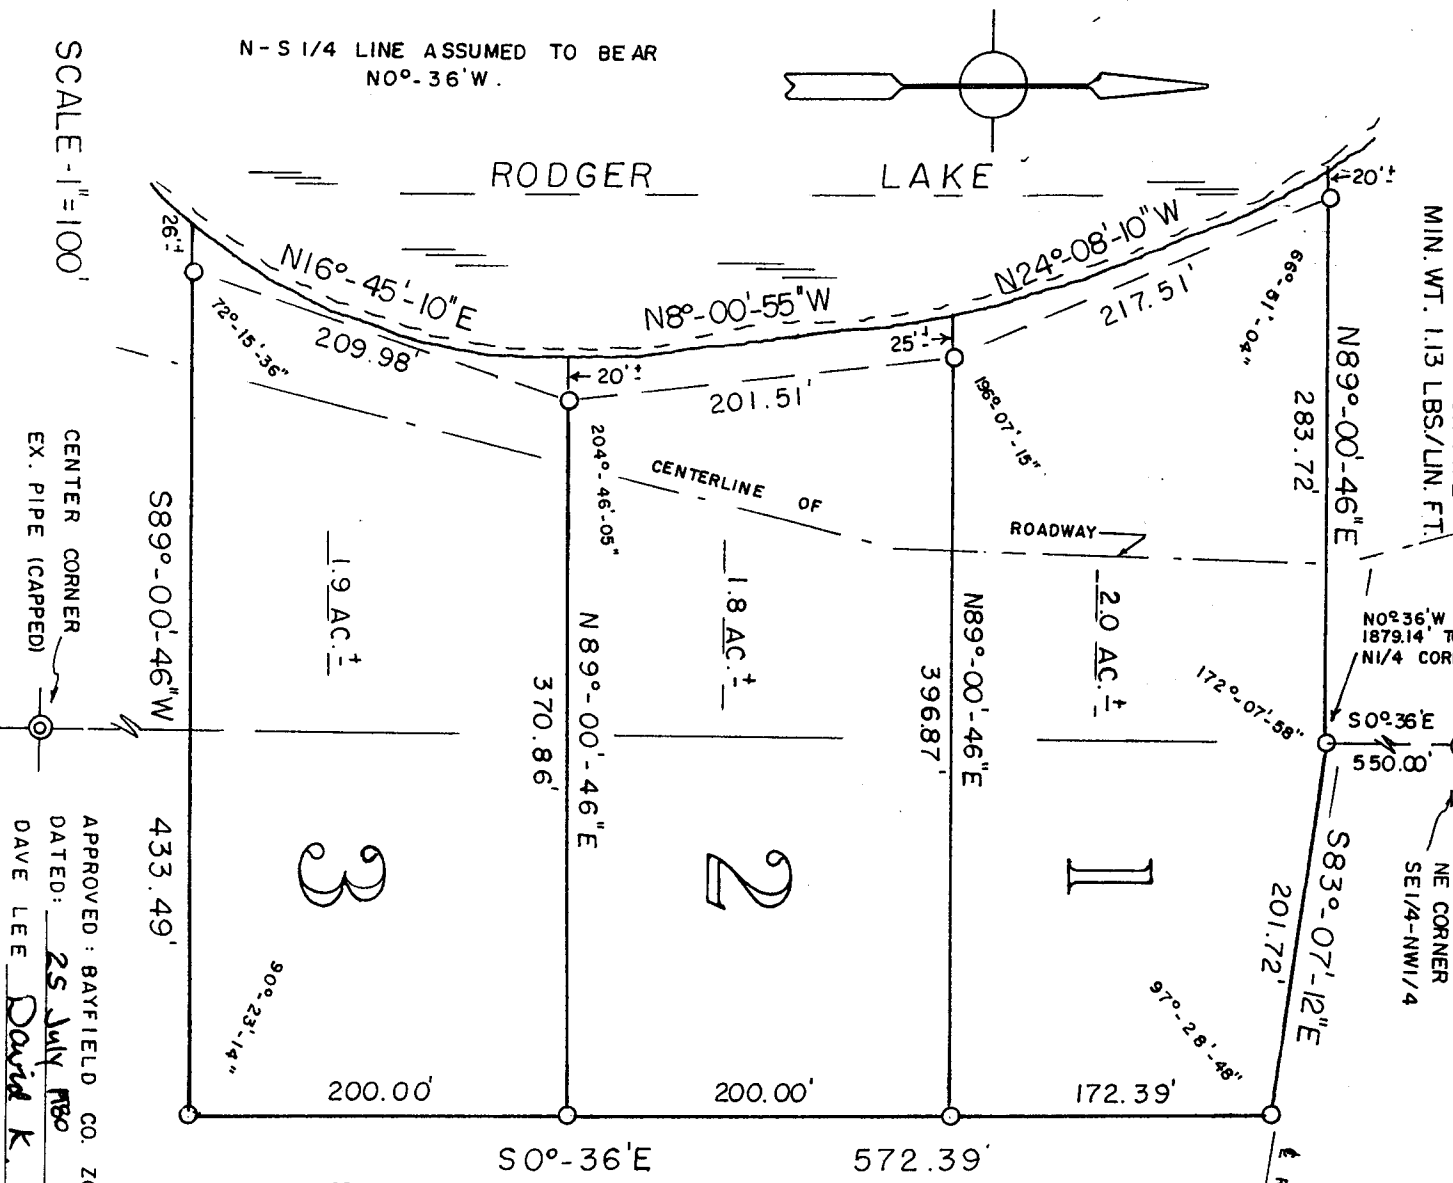 N-S 1/4 LINE ASSUMED TO BEAR
N0°-36'W.
SCALE-1"=100'
RODGER LAKE
26'±
N16°-45'-10"E
209.98'
72°-15'-36"
20'±
N8°-00'-55"W
201.51'
25'±
N24°-08'-10"W
217.51'
20'±
66°-51'-04"
196°-07'-15"
204°-46'-05"
CENTERLINE OF
ROADWAY
MIN. WT. 1.13 LBS./LIN. FT.
N89°-00'-46"E
283.72'
CENTER CORNER
EX. PIPE (CAPPED)
S89°-00'-46"W
433.49'
1.9 AC.±
N89°-00'-46"E
370.86'
1.8 AC.±
N89°-00'-46"E
396.87'
2.0 AC.±
172°-07'-58"
N0°36'W
1879.14'
N1/4
S0°-36'E
550.00'
NE CORNER
SE1/4-NW1/4
S83°-07'-12"E
201.72'
3
2
1
90°-23'-14"
97°-28'-48"
200.00'
200.00'
172.39'
S0°-36'E 572.39'
APPROVED: BAYFIELD CO.
DATED: 25 July 1980
DAVE LEE David K.